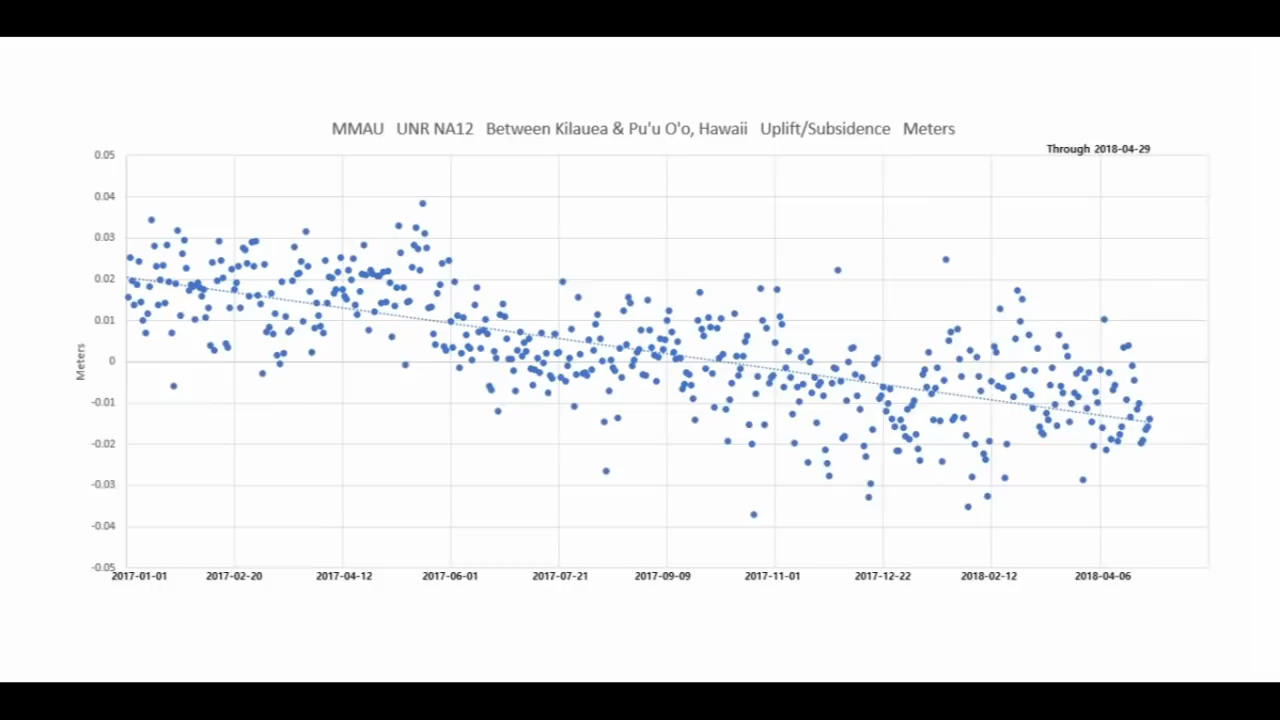 MMAU UNR NA12 Between Kilauea & Pu'u O'o, Hawaii Uplift/Subsidence Meters
Through 2018-04-29
0.05
0.04
0.03
0.02
0.01
0
-0.01
-0.02
-0.03
-0.04
-0.05
Meters
2017-01-01 2017-02-20 2017-04-12 2017-06-01 2017-07-21 2017-09-09 2017-11-01 2017-12-22 2018-02-12 2018-04-06